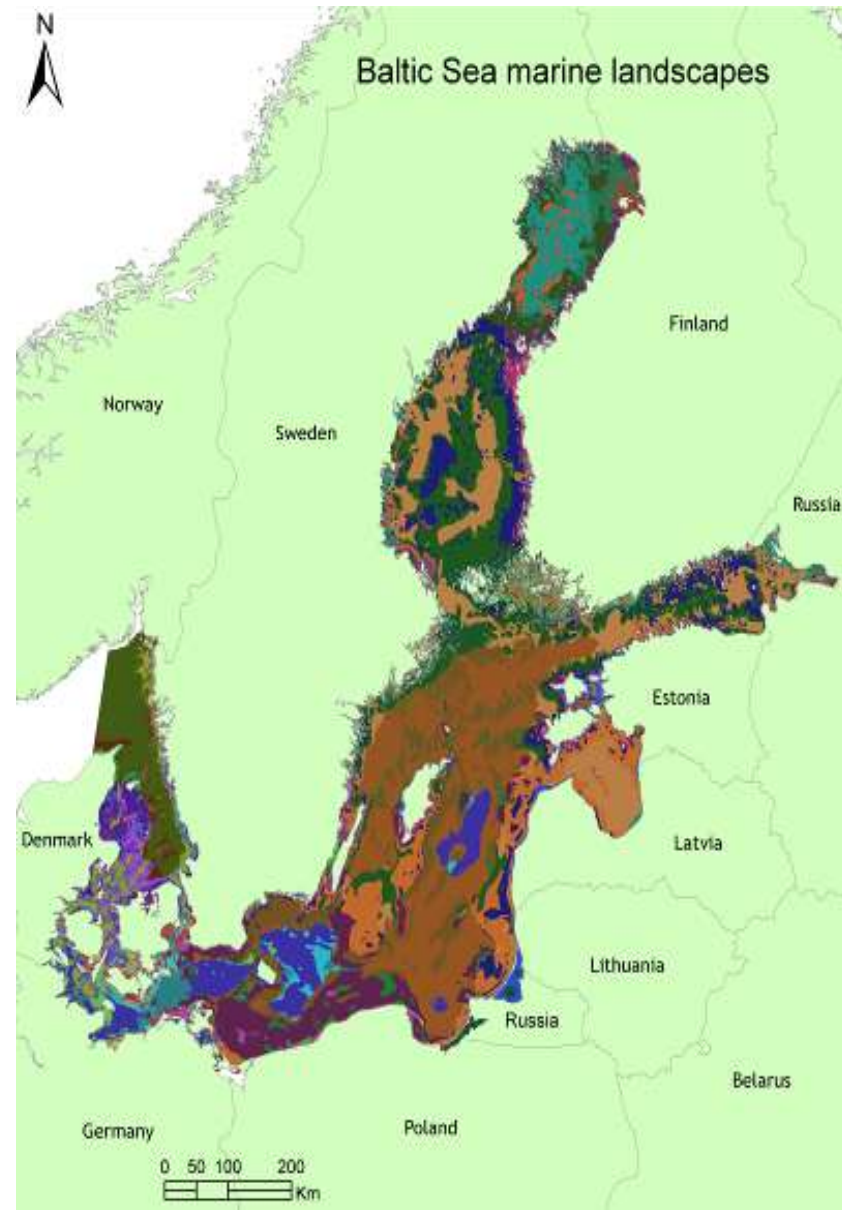 N
Baltic Sea marine landscapes
Finland
Norway
Sweden
Russia
Estonia
Denmark
Latvia
Lithuania
Russia
Belarus
Germany
Poland
0 50 100 200
Km